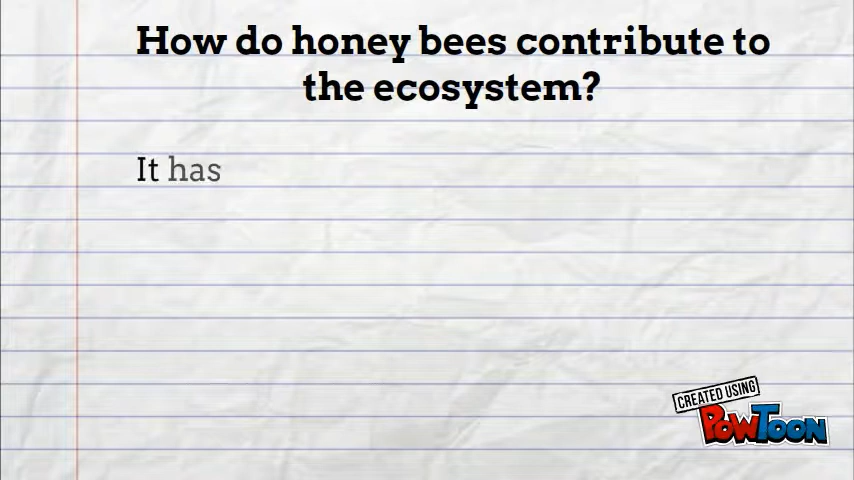 How do honey bees contribute to
the ecosystem?
It has
CREATED USING
POWTOON